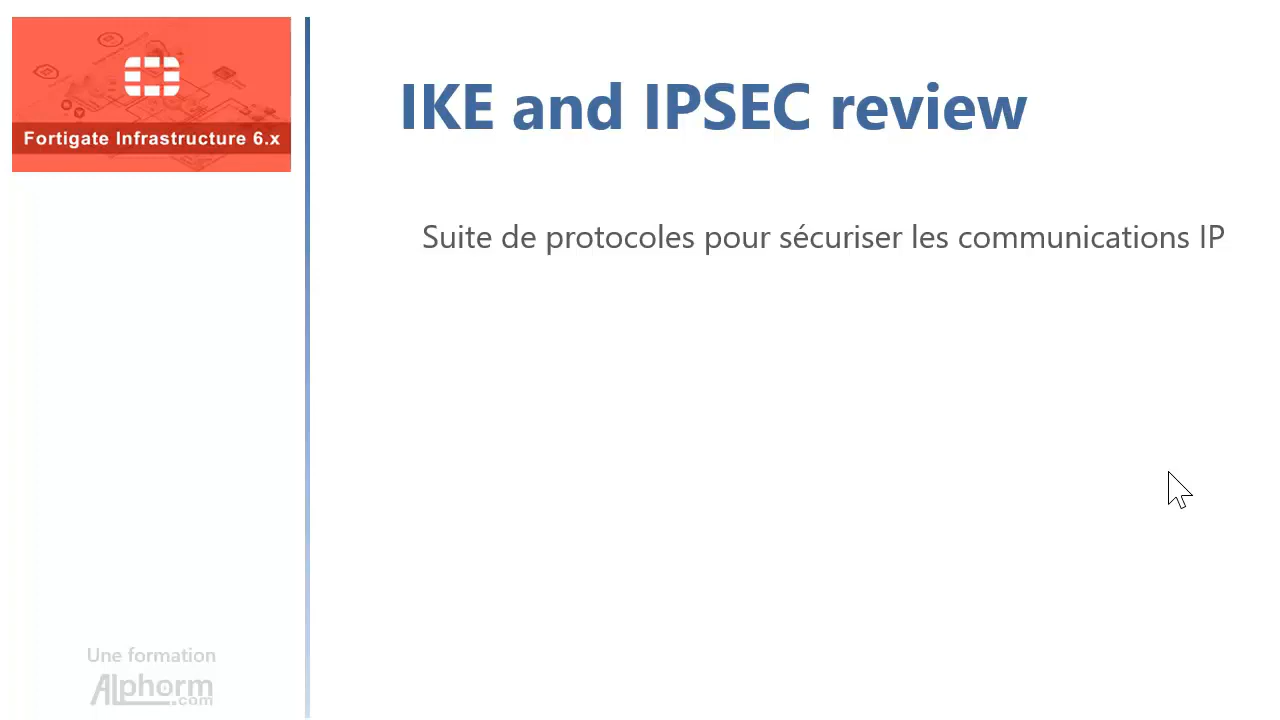 Fortigate Infrastructure 6.x
IKE and IPSEC review
Suite de protocoles pour sécuriser les communications IP
Une formation
Alphorm
.com